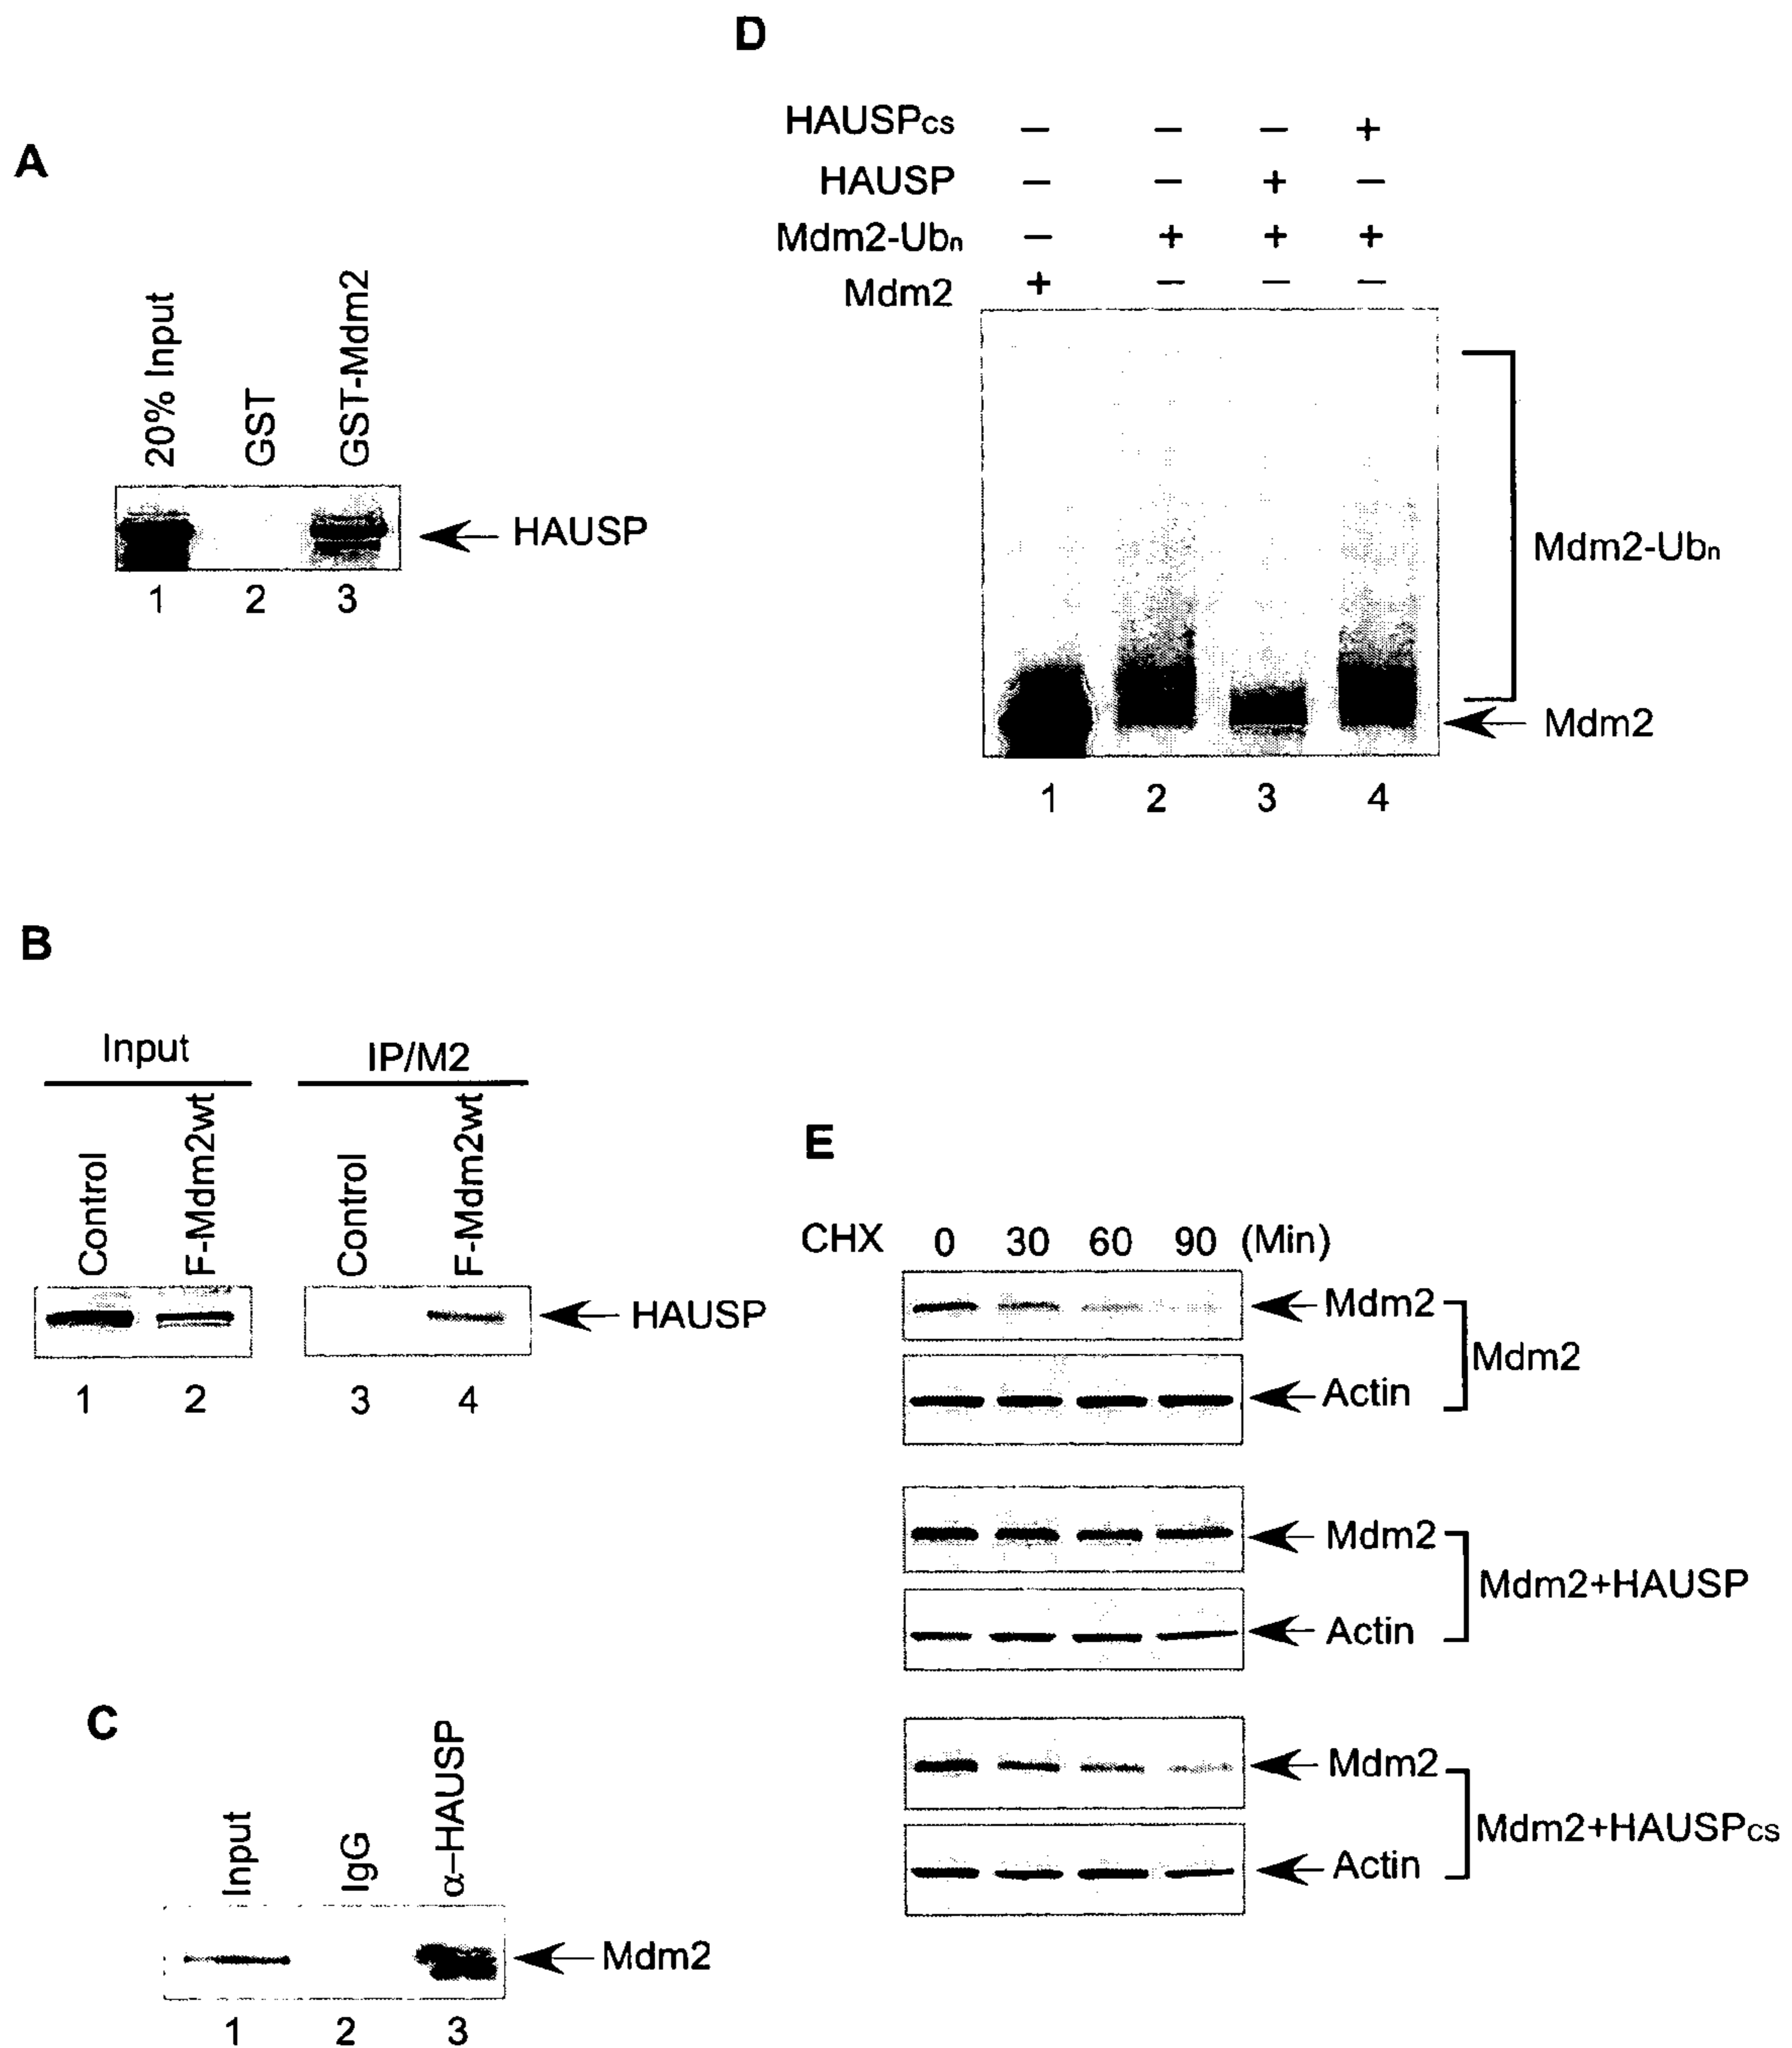 A
20% Input
GST
GST-Mdm2
HAUSP
1 2 3
B
Input IP/M2
Control
F-Mdm2wt
Control
F-Mdm2wt
HAUSP
1 2 3 4
C
Input
IgG
α–HAUSP
Mdm2
1 2 3
D
HAUSPcs – – – +
HAUSP – – + –
Mdm2-Ubn – + + +
Mdm2 + – – –
Mdm2-Ubn
Mdm2
1 2 3 4
E
CHX 0 30 60 90 (Min)
Mdm2
Mdm2
Actin
Mdm2
Mdm2+HAUSP
Actin
Mdm2
Mdm2+HAUSPcs
Actin